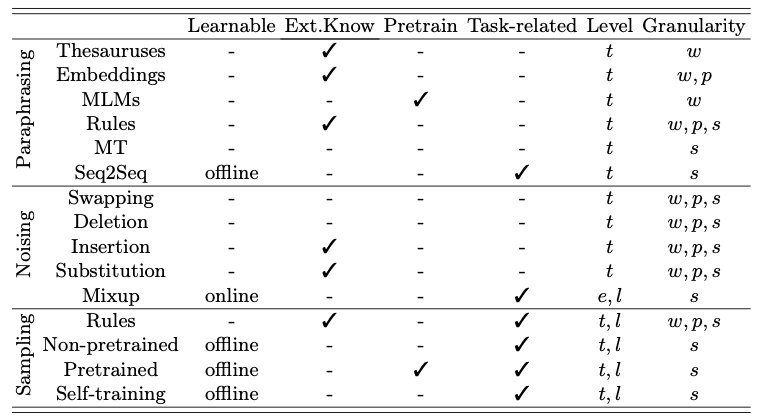 Learnable Ext.Know Pretrain Task-related Level Granularity
Paraphrasing
Thesauruses - ✓ - - t w
Embeddings - ✓ - - t w, p
MLMs - - ✓ - t w
Rules - ✓ - - t w, p, s
MT - - - - t s
Seq2Seq offline - - ✓ t s
Noising
Swapping - - - - t w, p, s
Deletion - - - - t w, p, s
Insertion - ✓ - - t w, p, s
Substitution - ✓ - - t w, p, s
Mixup online - - ✓ e, l s
Sampling
Rules - ✓ - ✓ t, l w, p, s
Non-pretrained offline - - ✓ t, l s
Pretrained offline - ✓ ✓ t, l s
Self-training offline - - ✓ t, l s